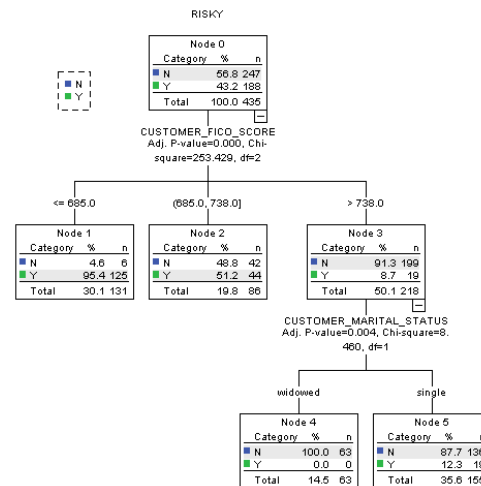 RISKY
N
Y
Node 0
Category % n
N 56.8 247
Y 43.2 188
Total 100.0 435
CUSTOMER_FICO_SCORE
Adj. P-value=0.000, Chi-
square=253.429, df=2
<= 685.0 (685.0, 738.0] > 738.0
Node 1
Category % n
N 4.6 6
Y 95.4 125
Total 30.1 131
Node 2
Category % n
N 48.8 42
Y 51.2 44
Total 19.8 86
Node 3
Category % n
N 91.3 199
Y 8.7 19
Total 50.1 218
CUSTOMER_MARITAL_STATUS
Adj. P-value=0.004, Chi-square=8.
460, df=1
widowed single
Node 4
Category % n
N 100.0 63
Y 0.0 0
Total 14.5 63
Node 5
Category % n
N 87.7 136
Y 12.3 19
Total 35.6 155